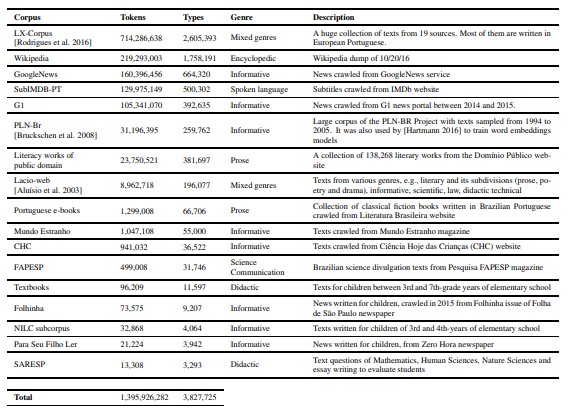 Corpus Tokens Types Genre Description
LX-Corpus
[Rodrigues et al. 2016] 714,286,638 2,605,393 Mixed genres A huge collection of texts from 19 sources. Most of them are written in
European Portuguese.
Wikipedia 219,293,003 1,758,191 Encyclopedic Wikipedia dump of 10/20/16
GoogleNews 160,396,456 664,320 Informative News crawled from GoogleNews service
SubIMDB-PT 129,975,149 500,302 Spoken language Subtitles crawled from IMDb website
G1 105,341,070 392,635 Informative News crawled from G1 news portal between 2014 and 2015.
PLN-Br
[Bruckschen et al. 2008] 31,196,395 259,762 Informative Large corpus of the PLN-BR Project with texts sampled from 1994 to
2005. It was also used by [Hartmann 2016] to train word embeddings
models
Literacy works of
public domain 23,750,521 381,697 Prose A collection of 138,268 literary works from the Domínio Público web-
site
Lacio-web
[Aluísio et al. 2003] 8,962,718 196,077 Mixed genres Texts from various genres, e.g., literary and its subdivisions (prose, po-
etry and drama), informative, scientific, law, didactic technical
Portuguese e-books 1,299,008 66,706 Prose Collection of classical fiction books written in Brazilian Portuguese
crawled from Literatura Brasileira website
Mundo Estranho 1,047,108 55,000 Informative Texts crawled from Mundo Estranho magazine
CHC 941,032 36,522 Informative Texts crawled from Ciência Hoje das Crianças (CHC) website
FAPESP 499,008 31,746 Science
Communication Brazilian science divulgation texts from Pesquisa FAPESP magazine
Textbooks 96,209 11,597 Didactic Texts for children between 3rd and 7th-grade years of elementary school
Folhinha 73,575 9,207 Informative News written for children, crawled in 2015 from Folhinha issue of Folha
de São Paulo newspaper
NILC subcorpus 32,868 4,064 Informative Texts written for children of 3rd and 4th-years of elementary school
Para Seu Filho Ler 21,224 3,942 Informative News written for children, from Zero Hora newspaper
SARESP 13,308 3,293 Didactic Text questions of Mathematics, Human Sciences, Nature Sciences and
essay writing to evaluate students
Total 1,395,926,282 3,827,725